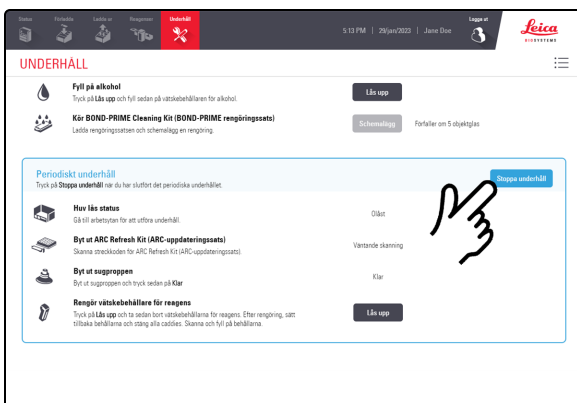 Status Förladda Ladda ur Reagenser Underhåll
5:13 PM | 29/jan/2023 | Jane Doe
Logga ut
Leica
BIOSYSTEMS
UNDERHÅLL
Fyll på alkohol
Tryck på Lås upp och fyll sedan på vätskebehållaren för alkohol.
Lås upp
Kör BOND-PRIME Cleaning Kit (BOND-PRIME rengöringssats)
Ladda rengöringssatsen och schemalägg en rengöring.
Schemalägg
Förfaller om 5 objektglas
Periodiskt underhåll
Tryck på Stoppa underhåll när du har slutfört det periodiska underhållet.
Stoppa underhåll
Huv lås status
Gå till arbetsytan för att utföra underhåll.
Olåst
Byt ut ARC Refresh Kit (ARC-uppdateringssats)
Skanna streckkoden för ARC Refresh Kit (ARC-uppdateringssats).
Väntande skanning
Byt ut sugproppen
Byt ut sugproppen och tryck sedan på Klar
Klar
Rengör vätskebehållare för reagens
Tryck på Lås upp och ta sedan bort vätskebehållarna för reagens. Efter rengöring, sätt
tillbaka behållarna och stäng alla caddies. Skanna och fyll på behållarna.
Lås upp